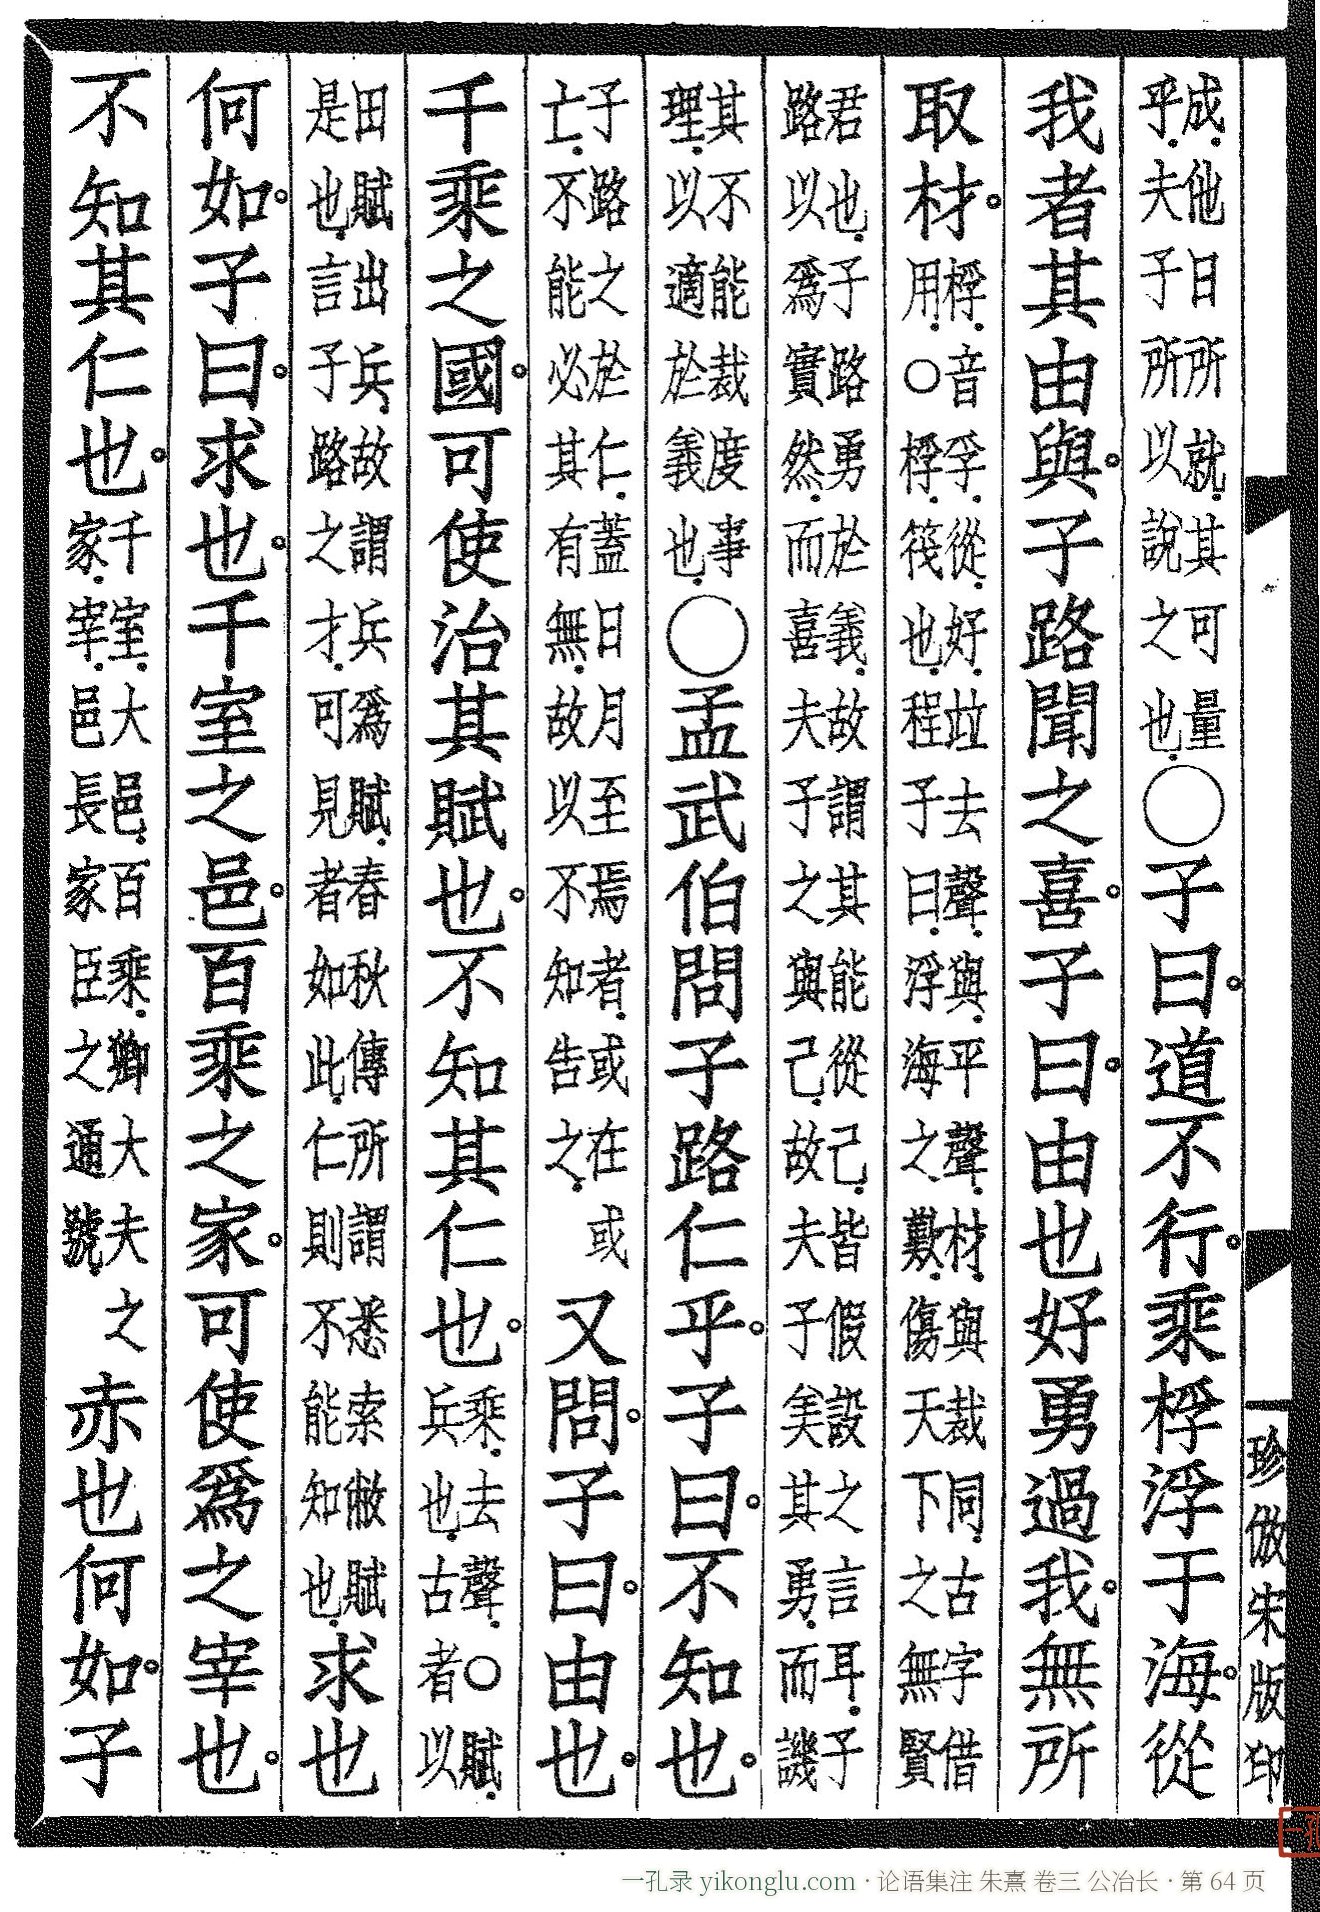 珍倣宋版印
成他日所就其可量
乎夫子所以說之也○子曰道不行乘桴浮于海從
我者其由與子路聞之喜子曰由也好勇過我無所
取材桴音孚從好竝去聲與平聲材與裁同古字借
用○桴筏也程子曰浮海之歎傷天下之無賢
君也子路勇於義故謂其能從己皆假設之言耳子
路以爲實然而喜夫子之與己故夫子美其勇而譏
其不能裁度事
理以適於義也○孟武伯問子路仁乎子曰不知也
子路之於仁蓋日月至焉者或在或
亡不能必其有無故以不知告之又問子曰由也
千乘之國可使治其賦也不知其仁也乘去聲○賦
兵也古者以
田賦出兵故謂兵爲賦春秋傳所謂悉索敝賦
是也言子路之才可見者如此仁則不能知也求也
何如子曰求也千室之邑百乘之家可使爲之宰也
不知其仁也千室大邑百乘卿大夫之
家宰邑長家臣之通號赤也何如子
一孔录 yikonglu.com · 论语集注 朱熹 卷三 公冶长 · 第 64 页